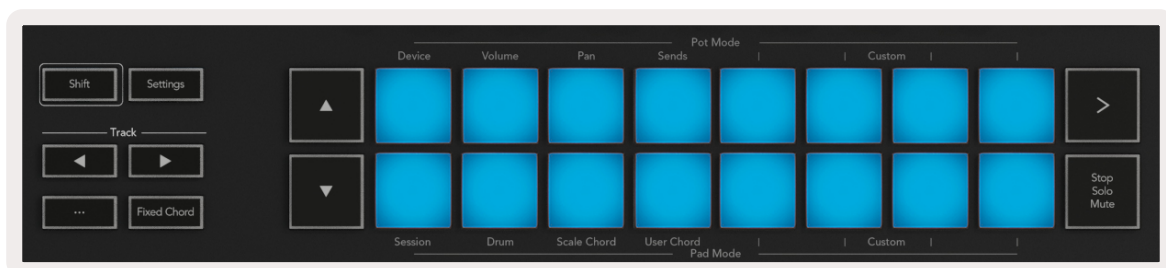 Pot Mode
Device Volume Pan Sends Custom
Shift Settings
Track
... Fixed Chord
Stop
Solo
Mute
Session Drum Scale Chord User Chord Custom
Pad Mode